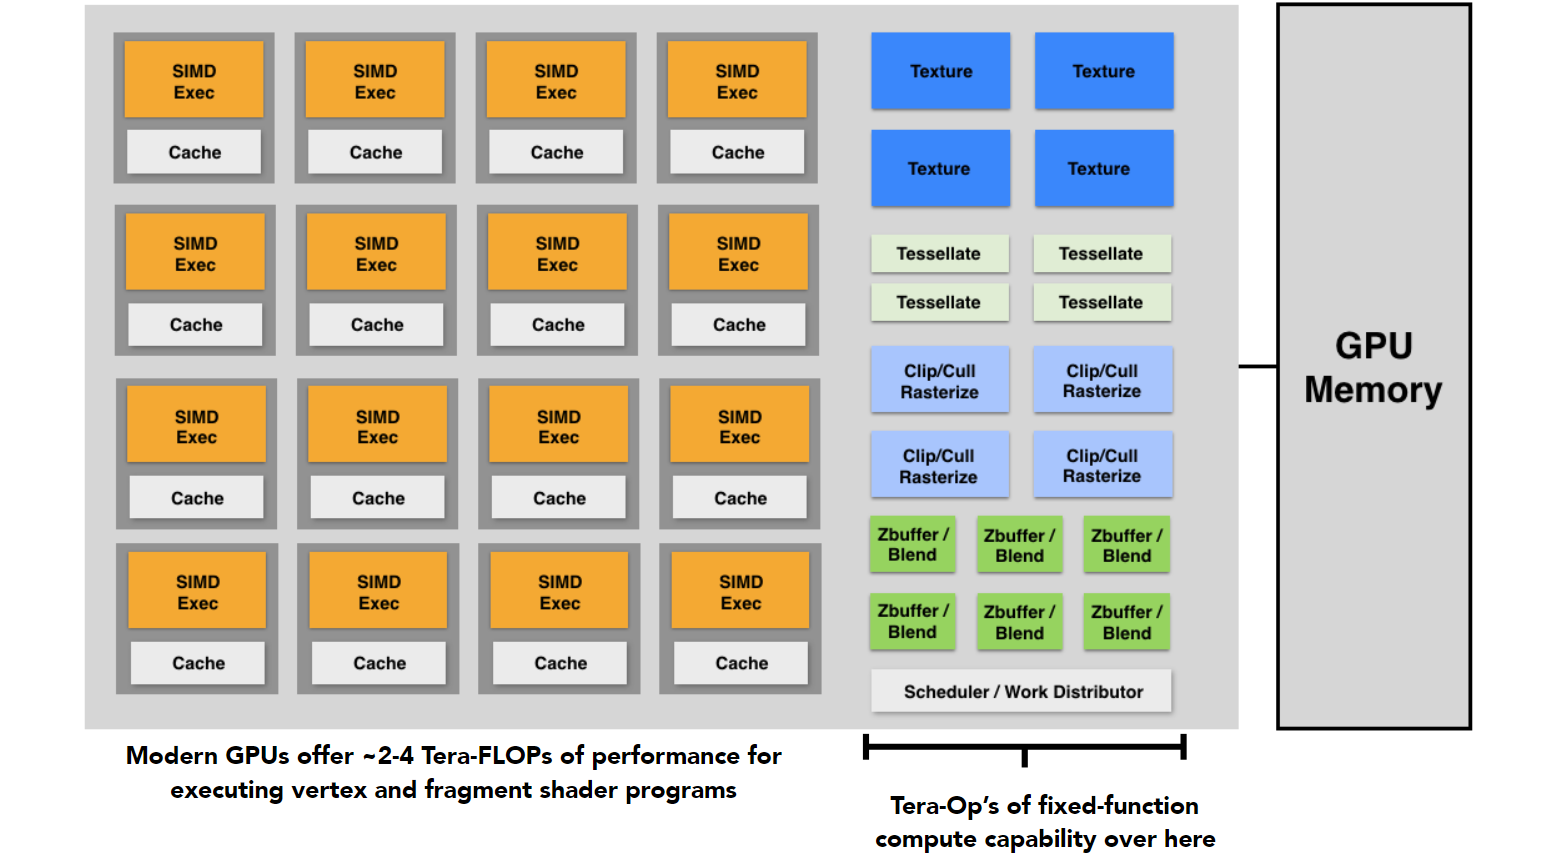 SIMD
Exec
SIMD
Exec
SIMD
Exec
SIMD
Exec
Cache
Cache
Cache
Cache
SIMD
Exec
SIMD
Exec
SIMD
Exec
SIMD
Exec
Cache
Cache
Cache
Cache
SIMD
Exec
SIMD
Exec
SIMD
Exec
SIMD
Exec
Cache
Cache
Cache
Cache
SIMD
Exec
SIMD
Exec
SIMD
Exec
SIMD
Exec
Cache
Cache
Cache
Cache
Texture
Texture
Texture
Texture
Tessellate
Tessellate
Tessellate
Tessellate
Clip/Cull
Rasterize
Clip/Cull
Rasterize
Clip/Cull
Rasterize
Clip/Cull
Rasterize
Zbuffer /
Blend
Zbuffer /
Blend
Zbuffer /
Blend
Zbuffer /
Blend
Zbuffer /
Blend
Zbuffer /
Blend
Scheduler / Work Distributor
GPU
Memory
Modern GPUs offer ~2-4 Tera-FLOPs of performance for
executing vertex and fragment shader programs
Tera-Op’s of fixed-function
compute capability over here